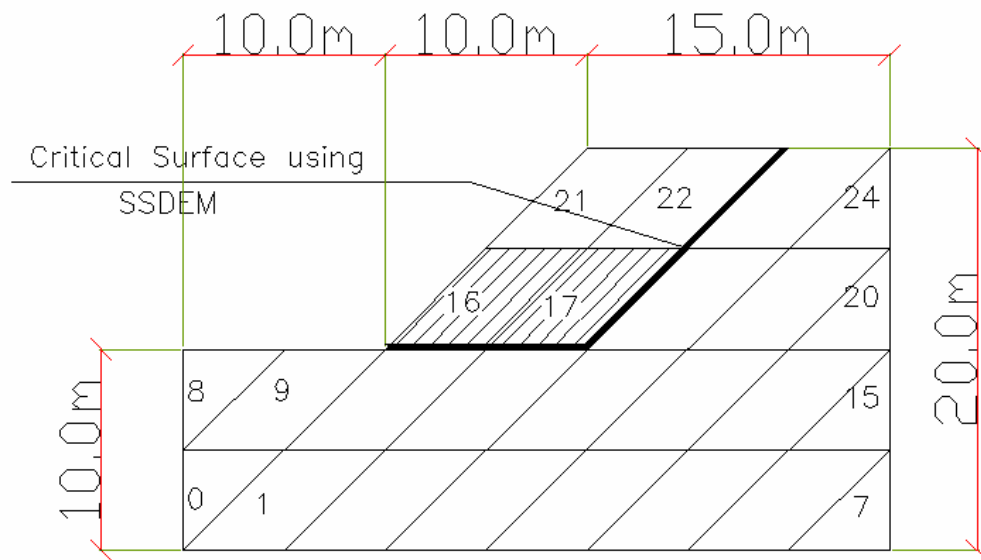 10.0m 10.0m 15.0m
Critical Surface using
SSDEM
21 22 24
16 17 20
8 9 15
0 1 7
10.0m
20.0m